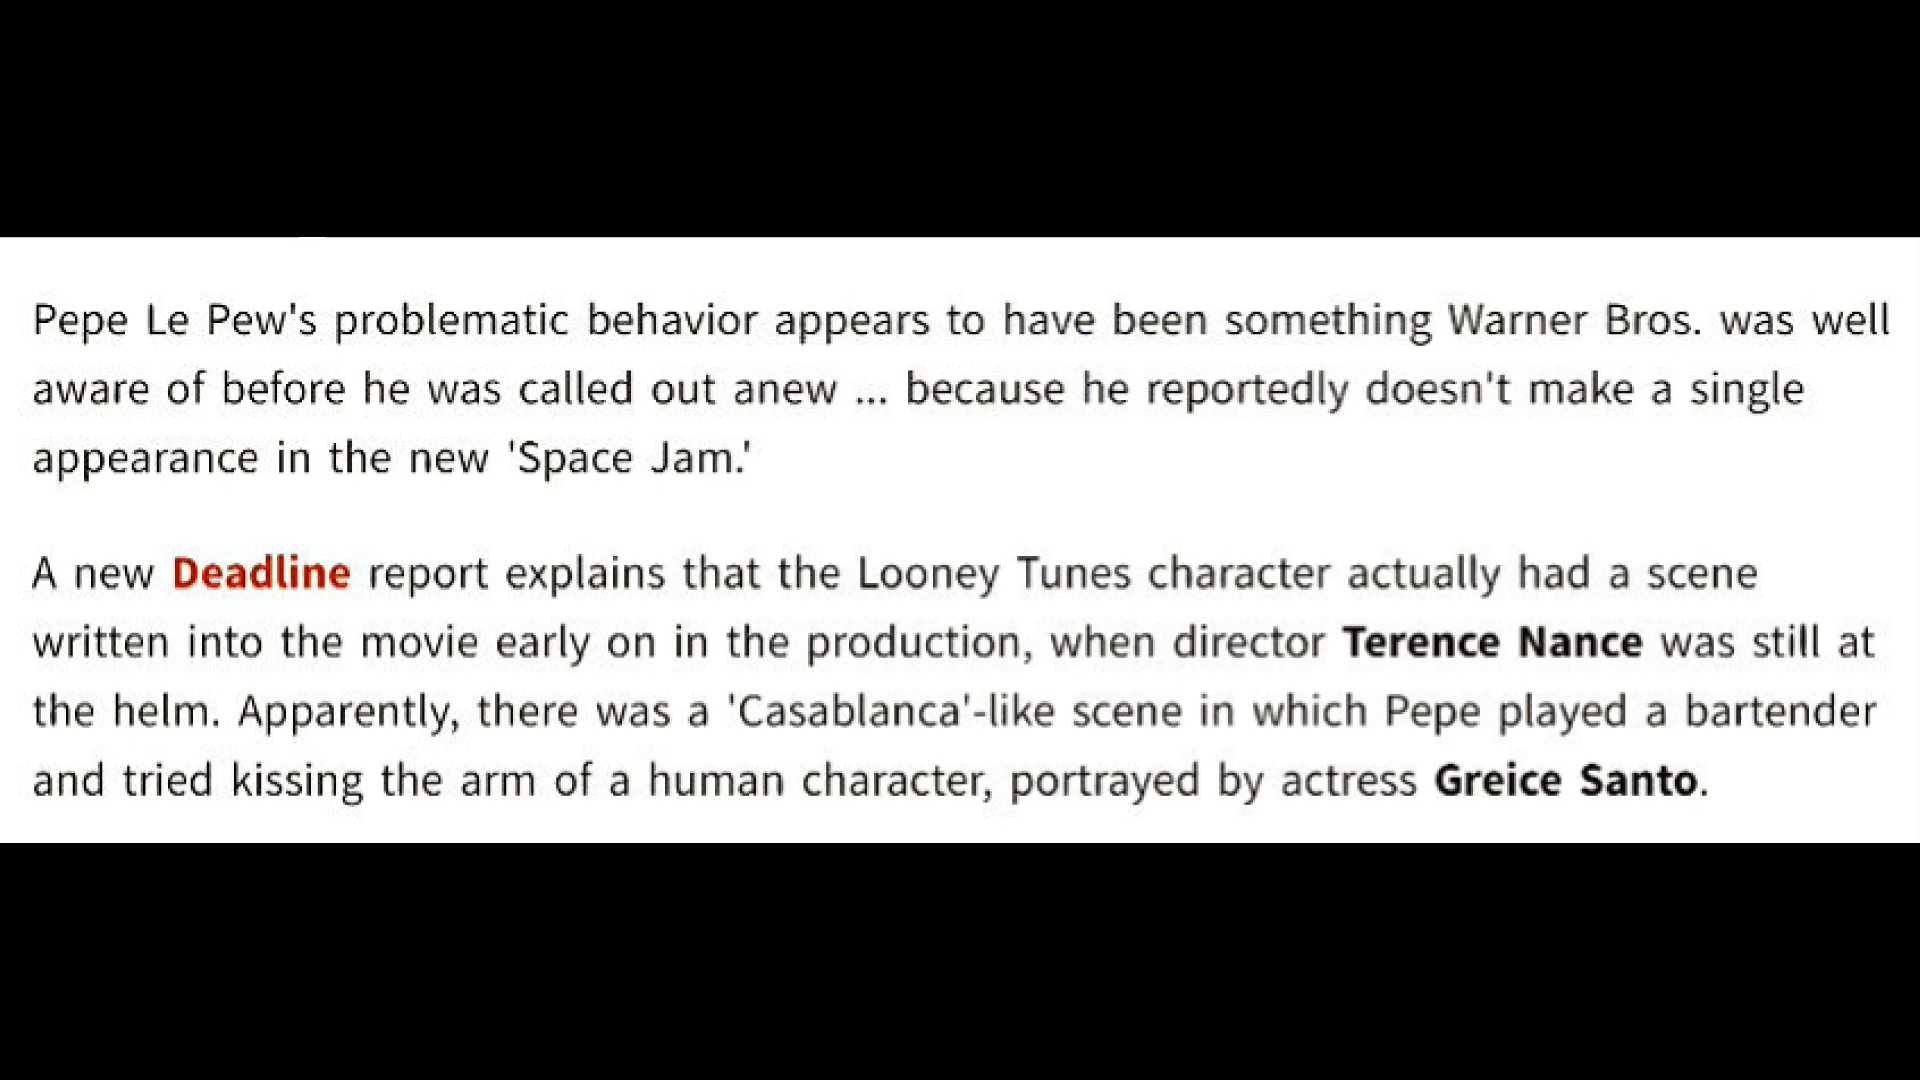 Pepe Le Pew's problematic behavior appears to have been something Warner Bros. was well
aware of before he was called out anew ... because he reportedly doesn't make a single
appearance in the new 'Space Jam.'
A new Deadline report explains that the Looney Tunes character actually had a scene
written into the movie early on in the production, when director Terence Nance was still at
the helm. Apparently, there was a 'Casablanca'-like scene in which Pepe played a bartender
and tried kissing the arm of a human character, portrayed by actress Greice Santo.